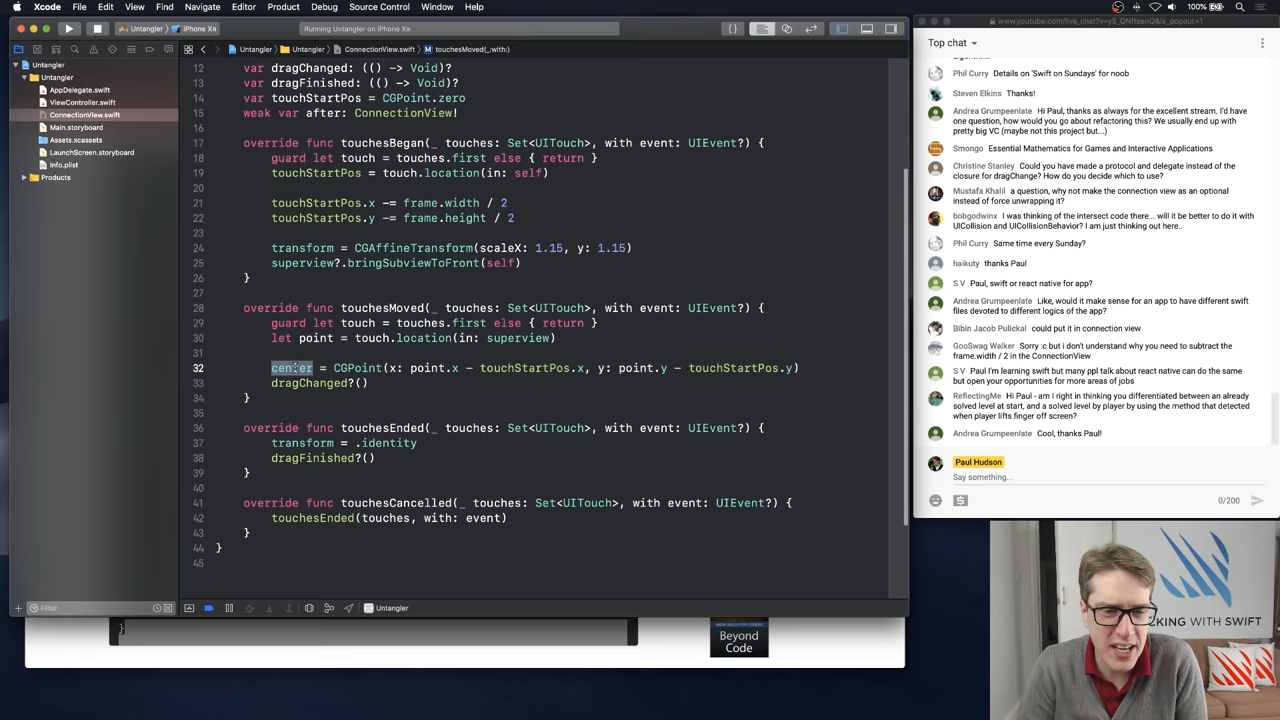 Xcode File Edit View Find Navigate Editor Product Debug Source Control Window Help
100%
Untangler iPhone Xs Running Untangler on iPhone Xs
Untangler Untangler ConnectionView.swift M touchesMoved(_:with:)
Untangler
Untangler
AppDelegate.swift
ViewController.swift
ConnectionView.swift
Main.storyboard
Assets.xcassets
LaunchScreen.storyboard
Info.plist
Products
12 var dragChanged: (() -> Void)?
13 var dragFinished: (() -> Void)?
14 var touchStartPos = CGPoint.zero
15 weak var after: ConnectionView!
16
17 override func touchesBegan(_ touches: Set<UITouch>, with event: UIEvent?) {
18 guard let touch = touches.first else { return }
19 touchStartPos = touch.location(in: self)
20
21 touchStartPos.x -= frame.width / 2
22 touchStartPos.y -= frame.height / 2
23
24 transform = CGAffineTransform(scaleX: 1.15, y: 1.15)
25 superview?.bringSubviewToFront(self)
26 }
27
28 override func touchesMoved(_ touches: Set<UITouch>, with event: UIEvent?) {
29 guard let touch = touches.first else { return }
30 let point = touch.location(in: superview)
31
32 center = CGPoint(x: point.x - touchStartPos.x, y: point.y - touchStartPos.y)
33 dragChanged?()
34 }
35
36 override func touchesEnded(_ touches: Set<UITouch>, with event: UIEvent?) {
37 transform = .identity
38 dragFinished?()
39 }
40
41 override func touchesCancelled(_ touches: Set<UITouch>, with event: UIEvent?) {
42 touchesEnded(touches, with: event)
43 }
44 }
45
Filter
Untangler
}
Beyond
Code
www.youtube.com/live_chat?v=yS_QNftsenQ&is_popout=1
Top chat
Phil Curry Details on 'Swift on Sundays' for noob
Steven Elkins Thanks!
Andrea Grumpeenlate Hi Paul, thanks as always for the excellent stream. I'd have
one question, how would you go about refactoring this? We usually end up with
pretty big VC (maybe not this project but...)
Smongo Essential Mathematics for Games and Interactive Applications
Christine Stanley Could you have made a protocol and delegate instead of the
closure for dragChange? How do you decide which to use?
Mustafa Khalil a question, why not make the connection view as an optional
instead of force unwrapping it?
bobgodwinx I was thinking of the intersect code there... will it be better to do it with
UICollision and UICollisionBehavior? I am just thinking out here..
Phil Curry Same time every Sunday?
haikuty thanks Paul
S V Paul, swift or react native for app?
Andrea Grumpeenlate Like, would it make sense for an app to have different swift
files devoted to different logics of the app?
Bibin Jacob Pulickal could put it in connection view
GooSwag Walker Sorry :c but i don't understand why you need to subtract the
frame.width / 2 in the ConnectionView
S V Paul I'm learning swift but many ppl talk about react native can do the same
but open your opportunities for more areas of jobs
ReflectingMe Hi Paul - am I right in thinking you differentiated between an already
solved level at start, and a solved level by player by using the method that detected
when player lifts finger off screen?
Andrea Grumpeenlate Cool, thanks Paul!
Paul Hudson
Say something...
0/200
KING WITH SWIFT